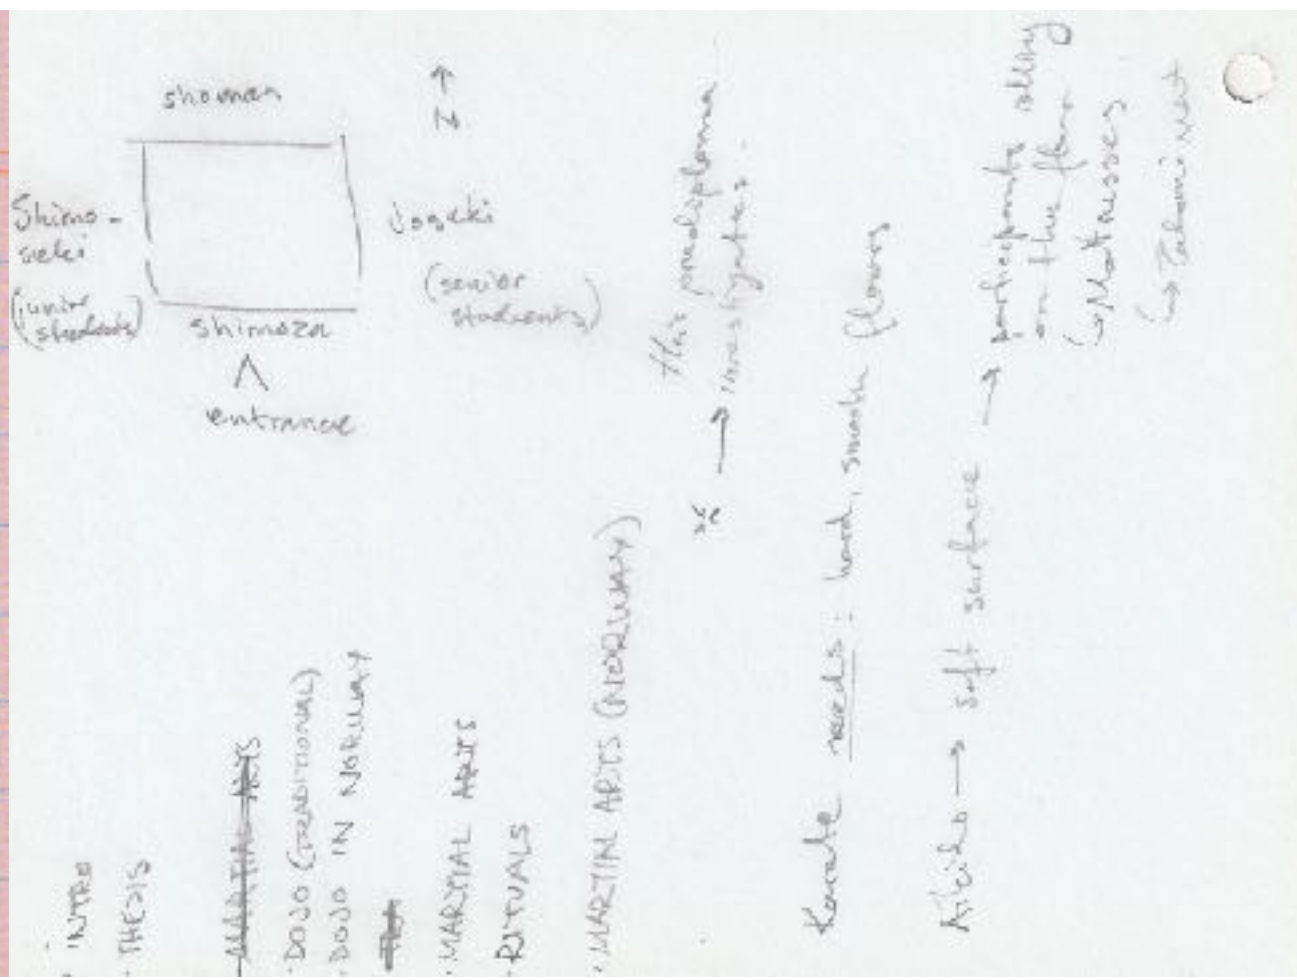 shomen
N
Shimo-
seki
(junior
students)
Joseki
(senior
students)
shimoza
entrance
INTRO
THESIS
MARTIAL ARTS
DOJO (TRADITIONAL)
DOJO IN NORWAY
MARTIAL ARTS
RITUALS
MARTIAL ARTS (NORWAY)
→ this prediploma
investigates.
Karate needs: hard, smooth floors
Aikido → soft surface → participants
on the floor
↳ Mattresses
↳ Tatami mat